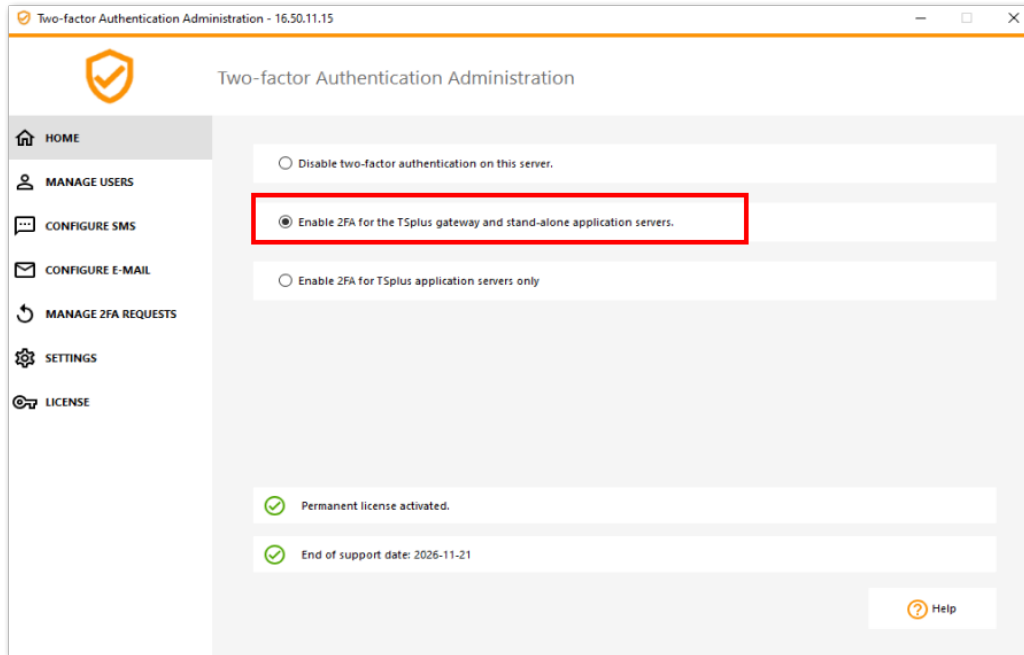 Two-factor Authentication Administration - 16.50.11.15
Two-factor Authentication Administration
HOME
MANAGE USERS
CONFIGURE SMS
CONFIGURE E-MAIL
MANAGE 2FA REQUESTS
SETTINGS
LICENSE
Disable two-factor authentication on this server.
Enable 2FA for the TSplus gateway and stand-alone application servers.
Enable 2FA for TSplus application servers only
Permanent license activated.
End of support date: 2026-11-21
Help